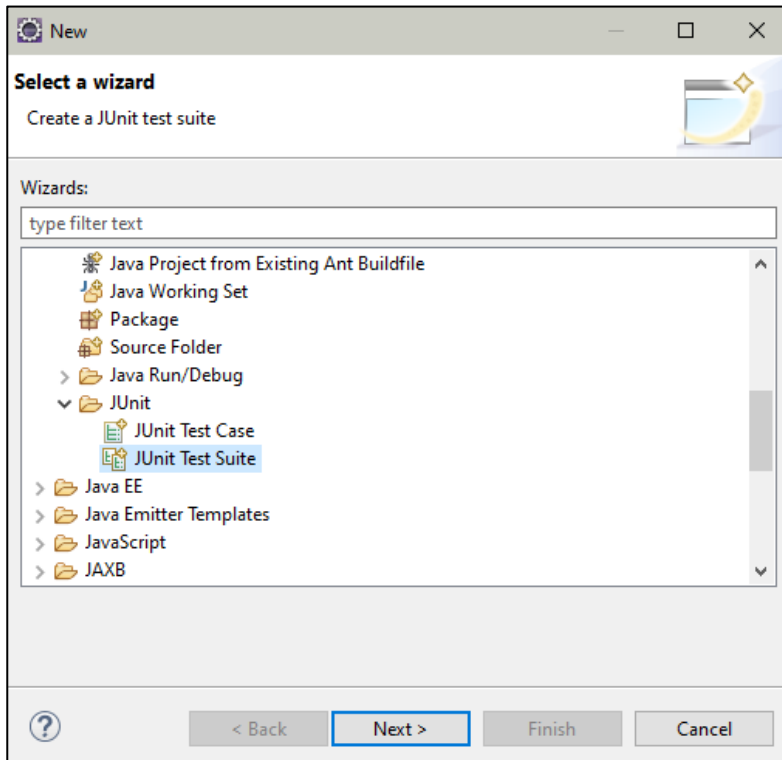 New
Select a wizard
Create a JUnit test suite
Wizards:
type filter text
Java Project from Existing Ant Buildfile
Java Working Set
Package
Source Folder
Java Run/Debug
JUnit
JUnit Test Case
JUnit Test Suite
Java EE
Java Emitter Templates
JavaScript
JAXB
? < Back Next > Finish Cancel